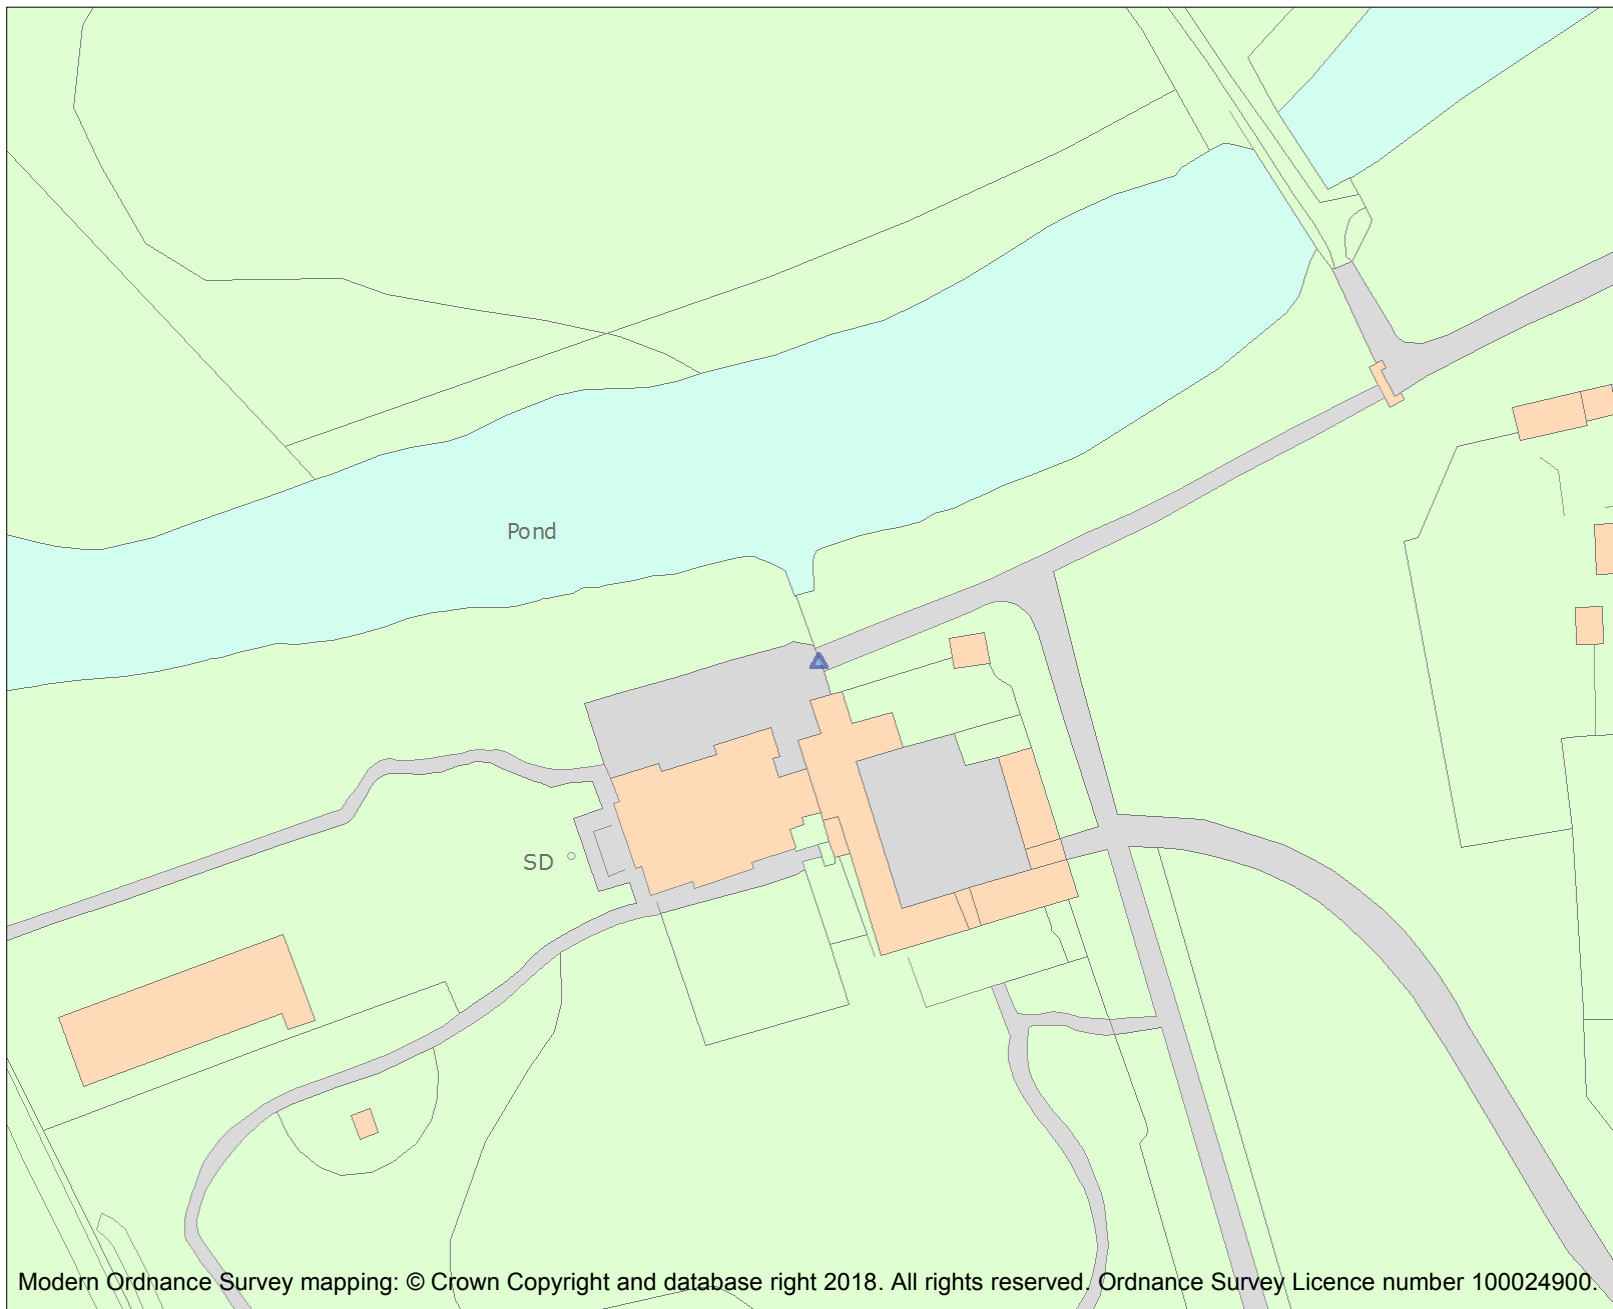 Pond
SD
Modern Ordnance Survey mapping: © Crown Copyright and database right 2018. All rights reserved. Ordnance Survey Licence number 100024900.